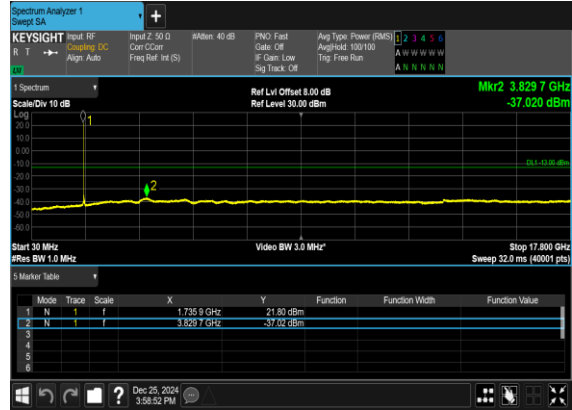 Spectrum Analyzer 1
Swept SA
KEYSIGHT Input: RF Input Z: 50 Ω #Atten: 40 dB PNO: Fast Avg Type: Power (RMS) 1 2 3 4 5 6
R T Coupling: DC Corr CCorr Gate: Off Avg|Hold: 100/100 A W W W W W
Align: Auto Freq Ref: Int (S) IF Gain: Low Trig: Free Run
Sig Track: Off A N N N N N
1 Spectrum
Ref Lvl Offset 8.00 dB Mkr2 3.829 7 GHz
Scale/Div 10 dB Ref Level 30.00 dBm -37.020 dBm
Log
20.0
10.0
0.00
-10.0
-20.0
-30.0
-40.0
-50.0
-60.0
1
DL1 -13.00 dBm
2
Start 30 MHz Video BW 3.0 MHz* Stop 17.800 GHz
#Res BW 1.0 MHz Sweep 32.0 ms (40001 pts)
5 Marker Table
Mode Trace Scale X Y Function Function Width Function Value
1 N 1 f 1.735 9 GHz 21.80 dBm
2 N 1 f 3.829 7 GHz -37.02 dBm
3
4
5
6
? Dec 25, 2024
3:58:52 PM